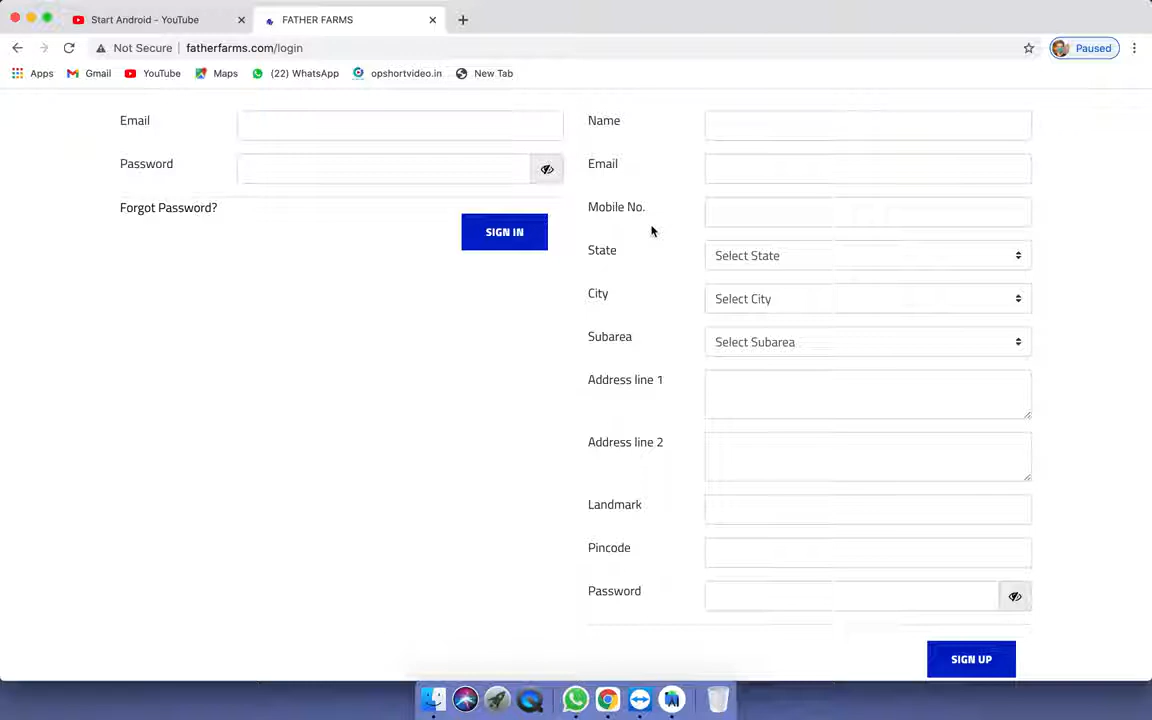 Start Android - YouTube
FATHER FARMS
Not Secure
fatherfarms.com/login
Paused
Apps
Gmail
YouTube
Maps
(22) WhatsApp
opshortvideo.in
New Tab
Email
Password
Forgot Password?
SIGN IN
Name
Email
Mobile No.
State
Select State
City
Select City
Subarea
Select Subarea
Address line 1
Address line 2
Landmark
Pincode
Password
SIGN UP